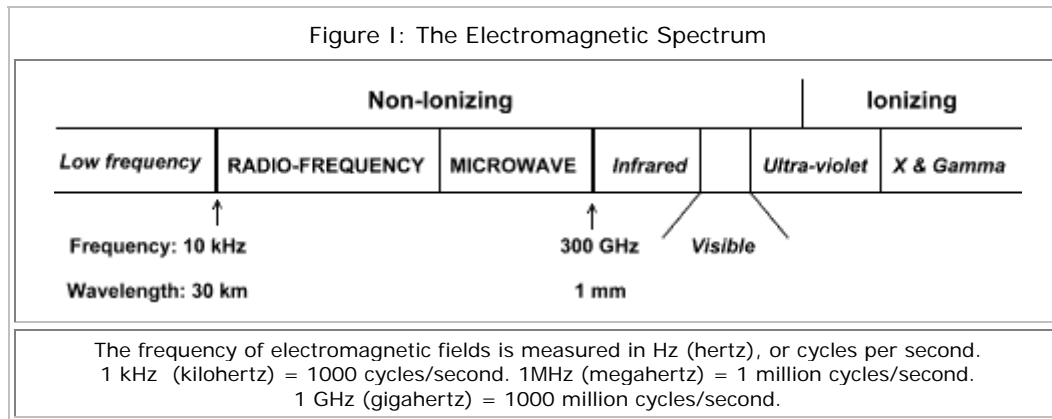 Figure I: The Electromagnetic Spectrum
Non-Ionizing Ionizing
Low frequency RADIO-FREQUENCY MICROWAVE Infrared Ultra-violet X & Gamma
Frequency: 10 kHz 300 GHz Visible
Wavelength: 30 km 1 mm
The frequency of electromagnetic fields is measured in Hz (hertz), or cycles per second.
1 kHz (kilohertz) = 1000 cycles/second. 1MHz (megahertz) = 1 million cycles/second.
1 GHz (gigahertz) = 1000 million cycles/second.